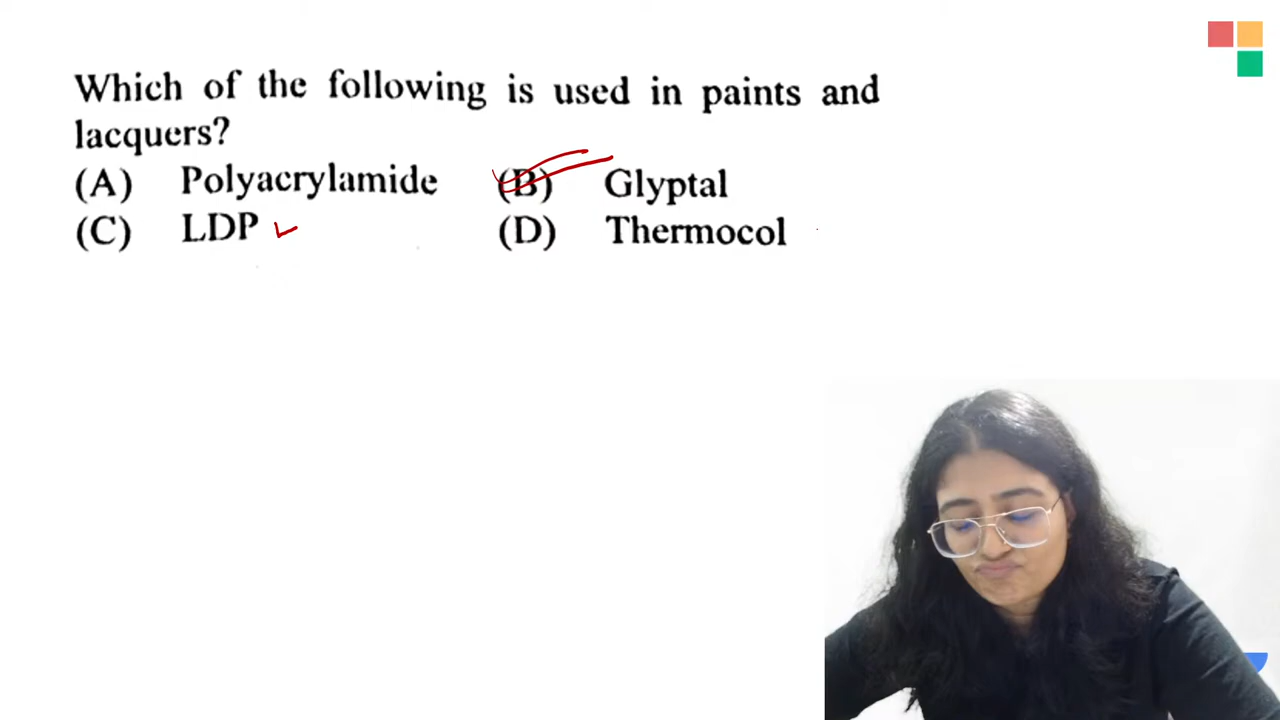 Which of the following is used in paints and
lacquers?
(A) Polyacrylamide (B) Glyptal
(C) LDP (D) Thermocol